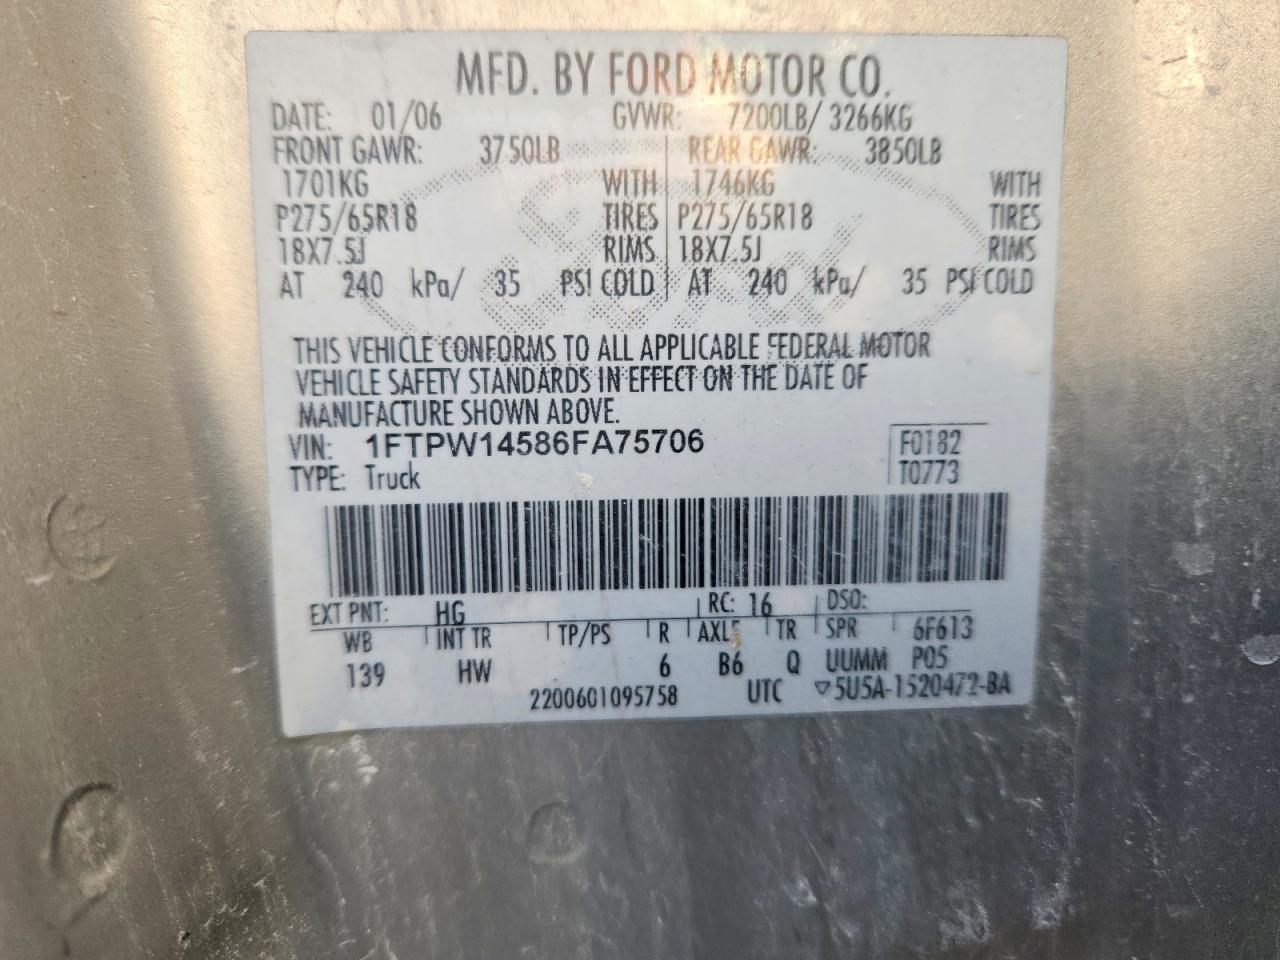 MFD. BY FORD MOTOR CO.
DATE: 01/06 GVWR: 7200LB/ 3266KG
FRONT GAWR: 3750LB REAR GAWR: 3850LB
1701KG WITH 1746KG WITH
P275/65R18 TIRES P275/65R18 TIRES
18X7.5J RIMS 18X7.5J RIMS
AT 240 kPa/ 35 PSI COLD AT 240 kPa/ 35 PSI COLD
THIS VEHICLE CONFORMS TO ALL APPLICABLE FEDERAL MOTOR
VEHICLE SAFETY STANDARDS IN EFFECT ON THE DATE OF
MANUFACTURE SHOWN ABOVE.
VIN: 1FTPW14586FA75706 F0182
TYPE: Truck T0773
EXT PNT: HG RC: 16 DSO:
WB INT TR TP/PS R AXLE TR SPR 6F613
139 HW 6 B6 Q UUMM P05
2200601095758 UTC ▽5U5A-1520472-BA